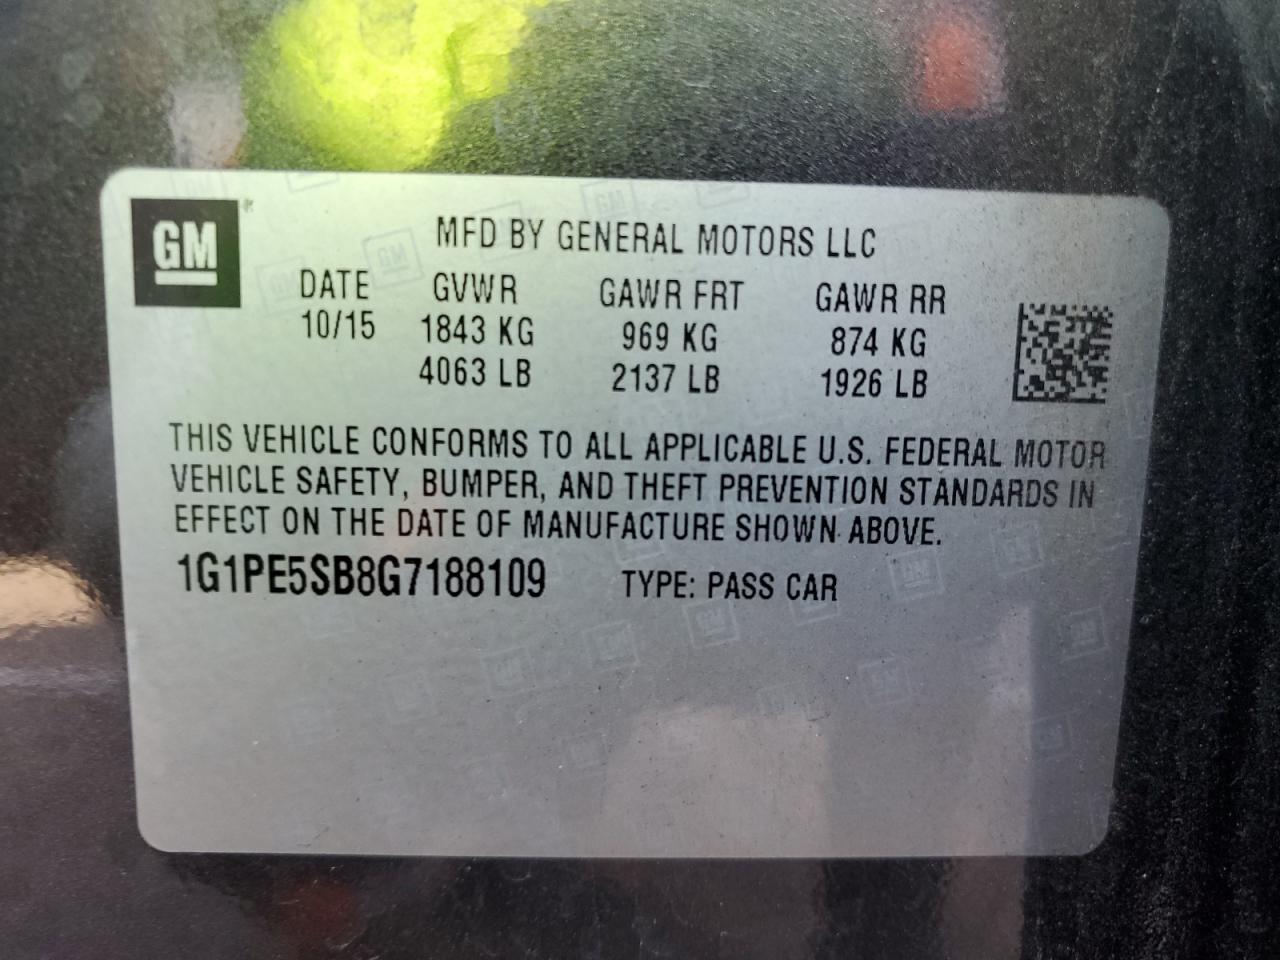 GM
MFD BY GENERAL MOTORS LLC
DATE GVWR GAWR FRT GAWR RR
10/15 1843 KG 969 KG 874 KG
4063 LB 2137 LB 1926 LB
THIS VEHICLE CONFORMS TO ALL APPLICABLE U.S. FEDERAL MOTOR
VEHICLE SAFETY, BUMPER, AND THEFT PREVENTION STANDARDS IN
EFFECT ON THE DATE OF MANUFACTURE SHOWN ABOVE.
1G1PE5SB8G7188109 TYPE: PASS CAR